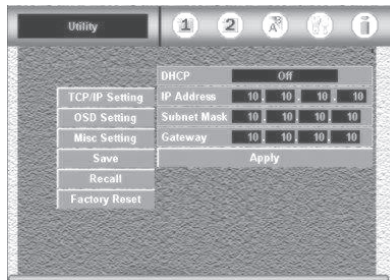 Utility 1 2 A i
DHCP Off
TCP/IP Setting IP Address 10. 10. 10. 10
OSD Setting Subnet Mask 10. 10. 10. 10
Misc Setting Gateway 10. 10. 10. 10
Save Apply
Recall
Factory Reset